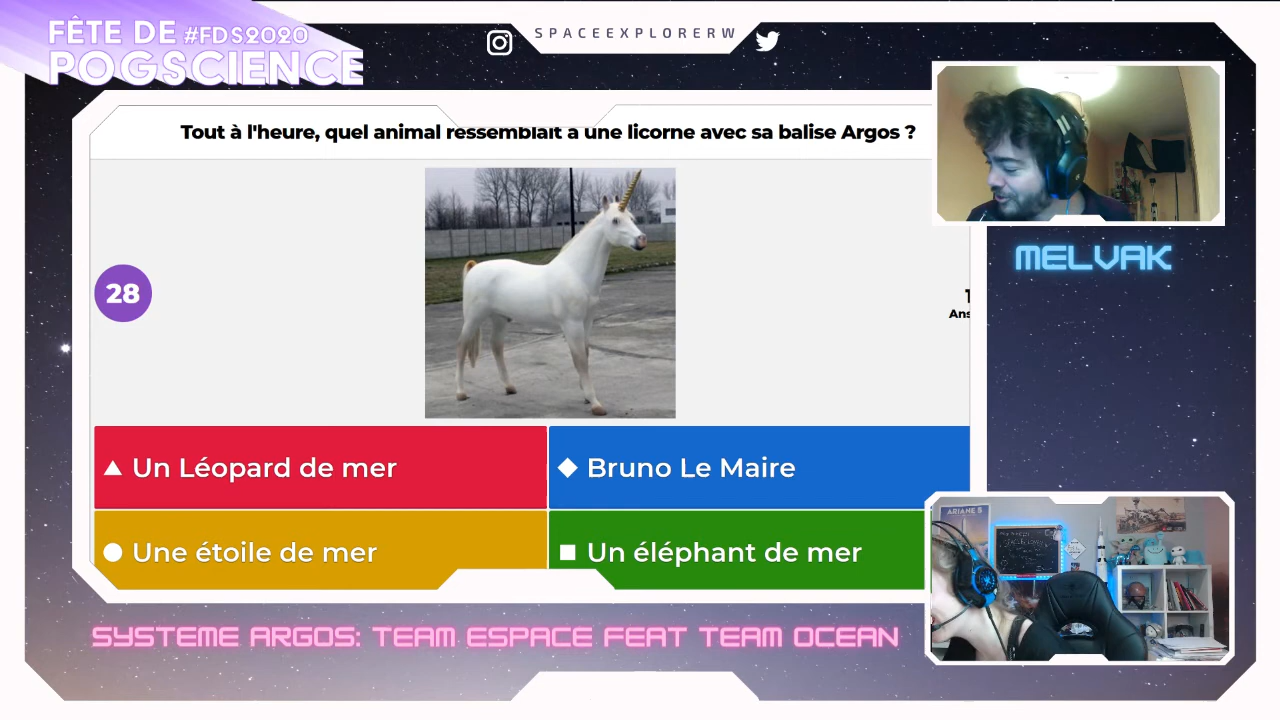 FÊTE DE #FDS2020
POGSCIENCE
SPACEEXPLORERW
Tout à l'heure, quel animal ressemblait à une licorne avec sa balise Argos ?
28
1
Ans
MELVAK
Un Léopard de mer
Bruno Le Maire
Une étoile de mer
Un éléphant de mer
ARIANE 5
SYSTEME ARGOS: TEAM ESPACE FEAT TEAM OCEAN